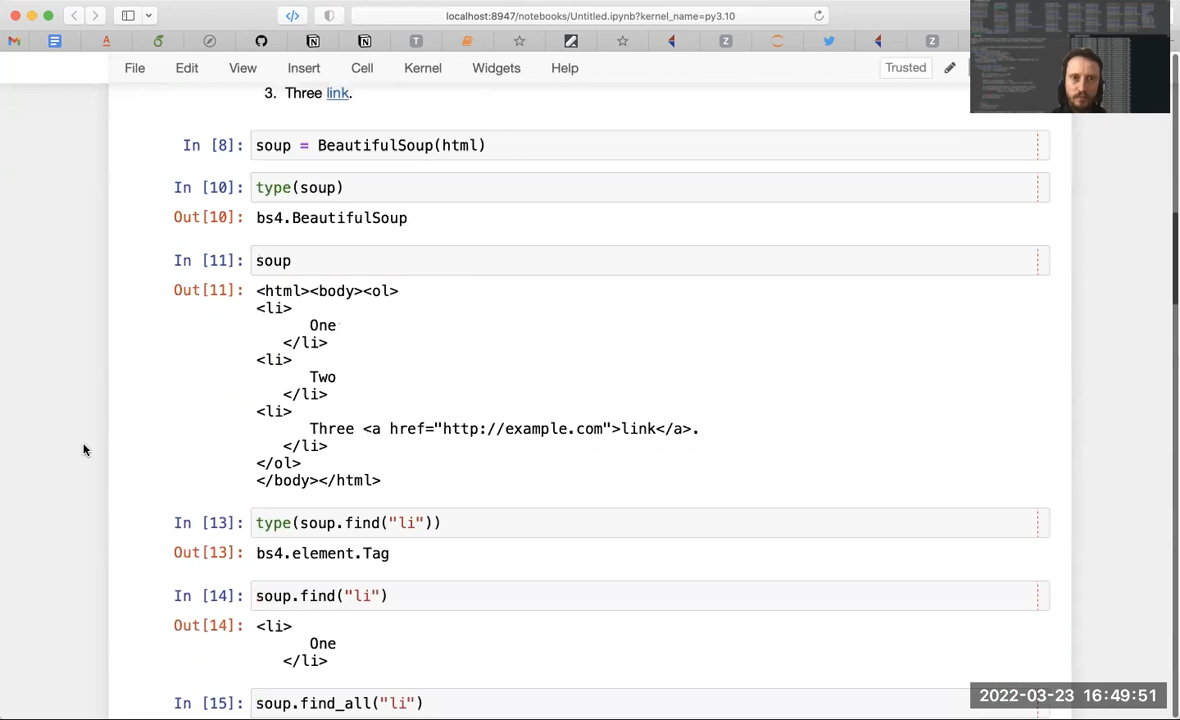 localhost:8947/notebooks/Untitled.ipynb?kernel_name=py3.10
File Edit View Insert Cell Kernel Widgets Help Trusted
3. Three link.
In [8]: soup = BeautifulSoup(html)
In [10]: type(soup)
Out[10]: bs4.BeautifulSoup
In [11]: soup
Out[11]: <html><body><ol>
<li>
One
</li>
<li>
Two
</li>
<li>
Three <a href="http://example.com">link</a>.
</li>
</ol>
</body></html>
In [13]: type(soup.find("li"))
Out[13]: bs4.element.Tag
In [14]: soup.find("li")
Out[14]: <li>
One
</li>
In [15]: soup.find_all("li")
2022-03-23 16:49:51